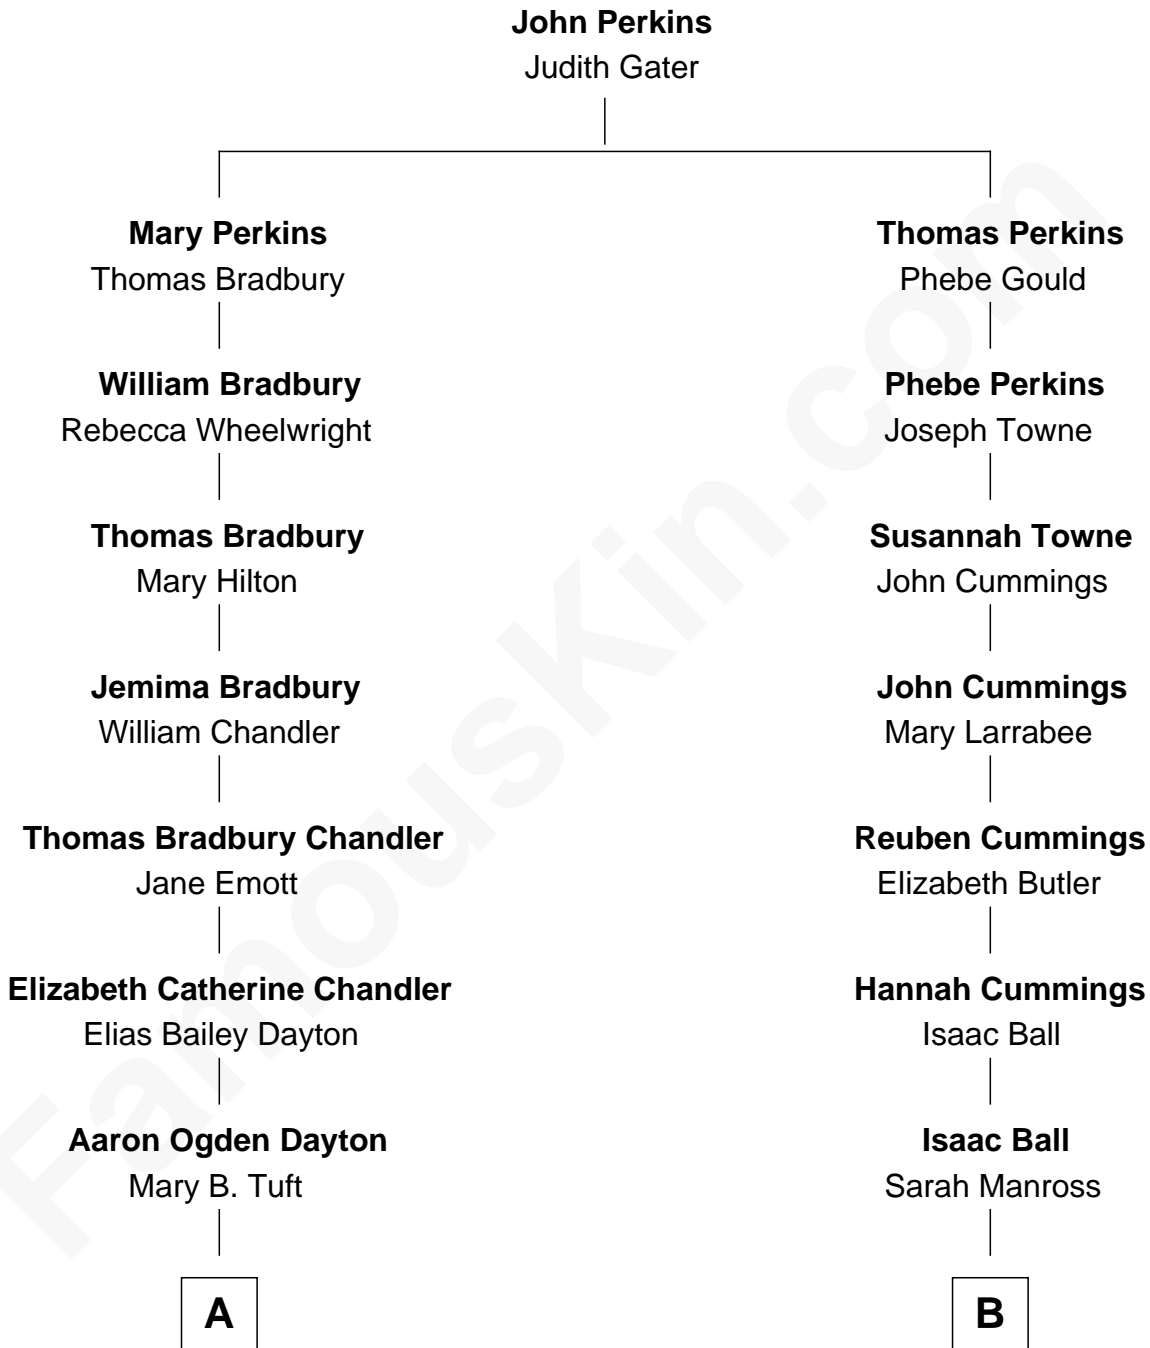 John Perkins
Judith Gater
Mary Perkins
Thomas Bradbury
Thomas Perkins
Phebe Gould
William Bradbury
Rebecca Wheelwright
Phebe Perkins
Joseph Towne
Thomas Bradbury
Mary Hilton
Susannah Towne
John Cummings
Jemima Bradbury
William Chandler
John Cummings
Mary Larrabee
Thomas Bradbury Chandler
Jane Emott
Reuben Cummings
Elizabeth Butler
Elizabeth Catherine Chandler
Elias Bailey Dayton
Hannah Cummings
Isaac Ball
Aaron Ogden Dayton
Mary B. Tuft
Isaac Ball
Sarah Manross
A
B
FamousKin.com